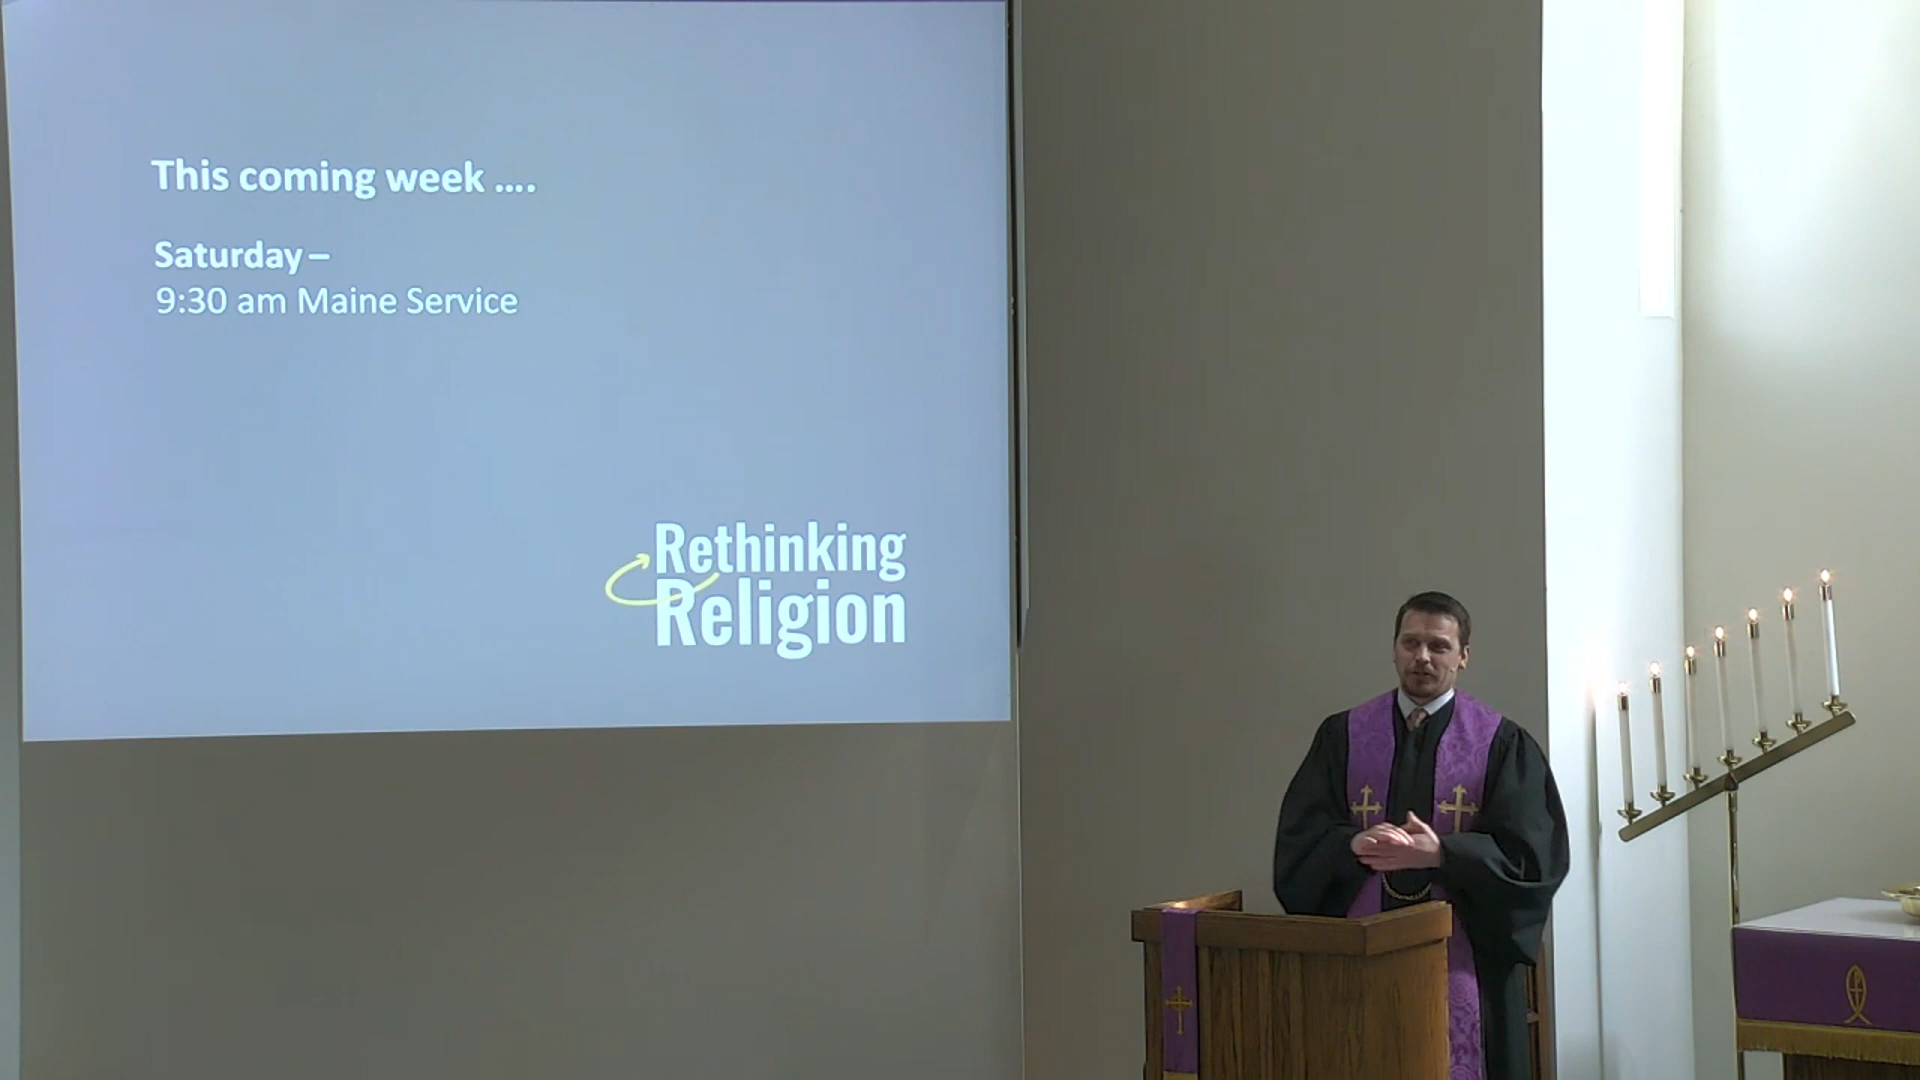 This coming week ....
Saturday –
9:30 am Maine Service
Rethinking
Religion